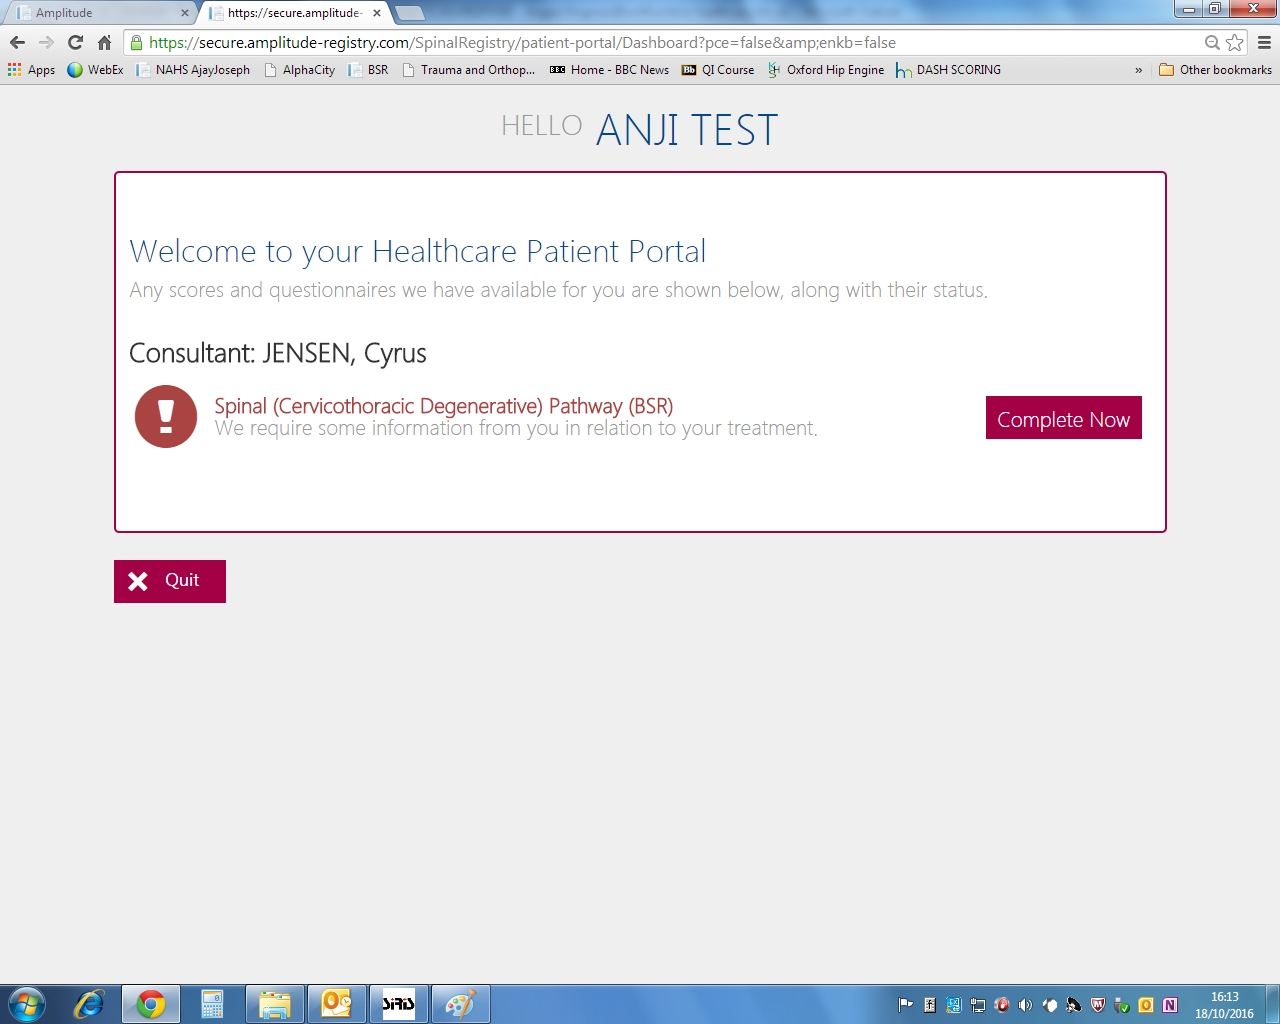 Amplitude
https://secure.amplitude-
https://secure.amplitude-registry.com/SpinalRegistry/patient-portal/Dashboard?pce=false&amp;enkb=false
Apps WebEx NAHS AjayJoseph AlphaCity BSR Trauma and Orthop... BBC Home - BBC News Bb QI Course Oxford Hip Engine DASH SCORING » Other bookmarks
HELLO ANJI TEST
Welcome to your Healthcare Patient Portal
Any scores and questionnaires we have available for you are shown below, along with their status.
Consultant: JENSEN, Cyrus
Spinal (Cervicothoracic Degenerative) Pathway (BSR)
We require some information from you in relation to your treatment.
Complete Now
Quit
SiRiS
16:13
18/10/2016